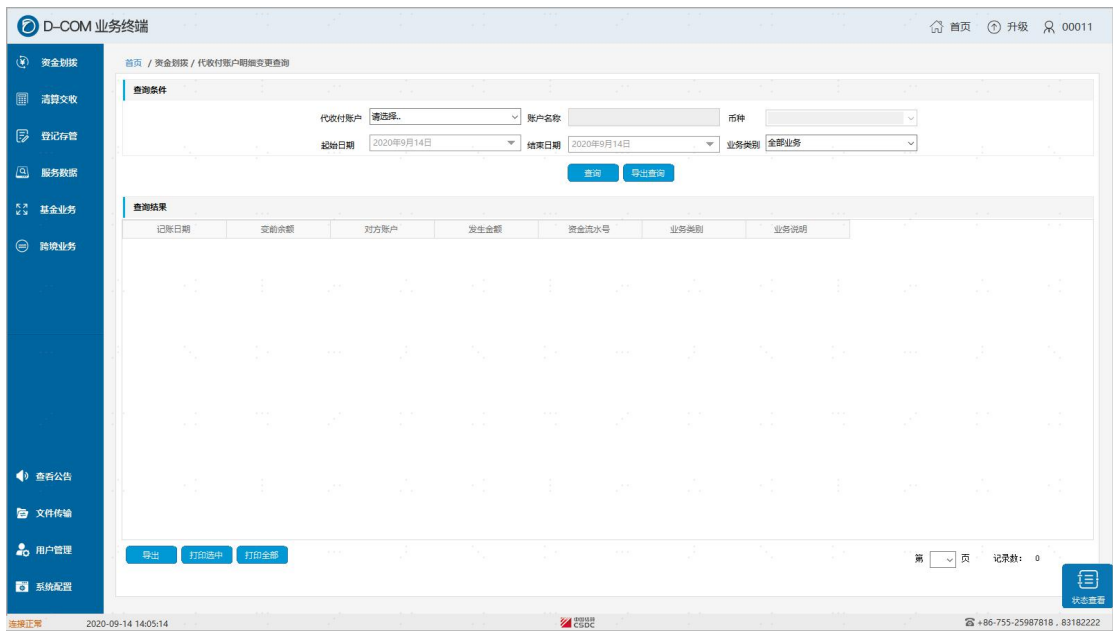 D-COM 业务终端 首页 升级 00011
资金划拨
清算交收
登记存管
服务数据
基金业务
跨境业务
查看公告
文件传输
用户管理
系统配置
首页 / 资金划拨 / 代收付账户明细变更查询
查询条件
代收付账户 请选择.. 账户名称 币种
起始日期 2020年9月14日 结束日期 2020年9月14日 业务类别 全部业务
查询 导出查询
查询结果
记账日期 变前余额 对方账户 发生金额 资金流水号 业务类别 业务说明
导出 打印选中 打印全部 第 页 记录数: 0
状态查看
连接正常 2020-09-14 14:05:14 CSDC +86-755-25987818 , 83182222